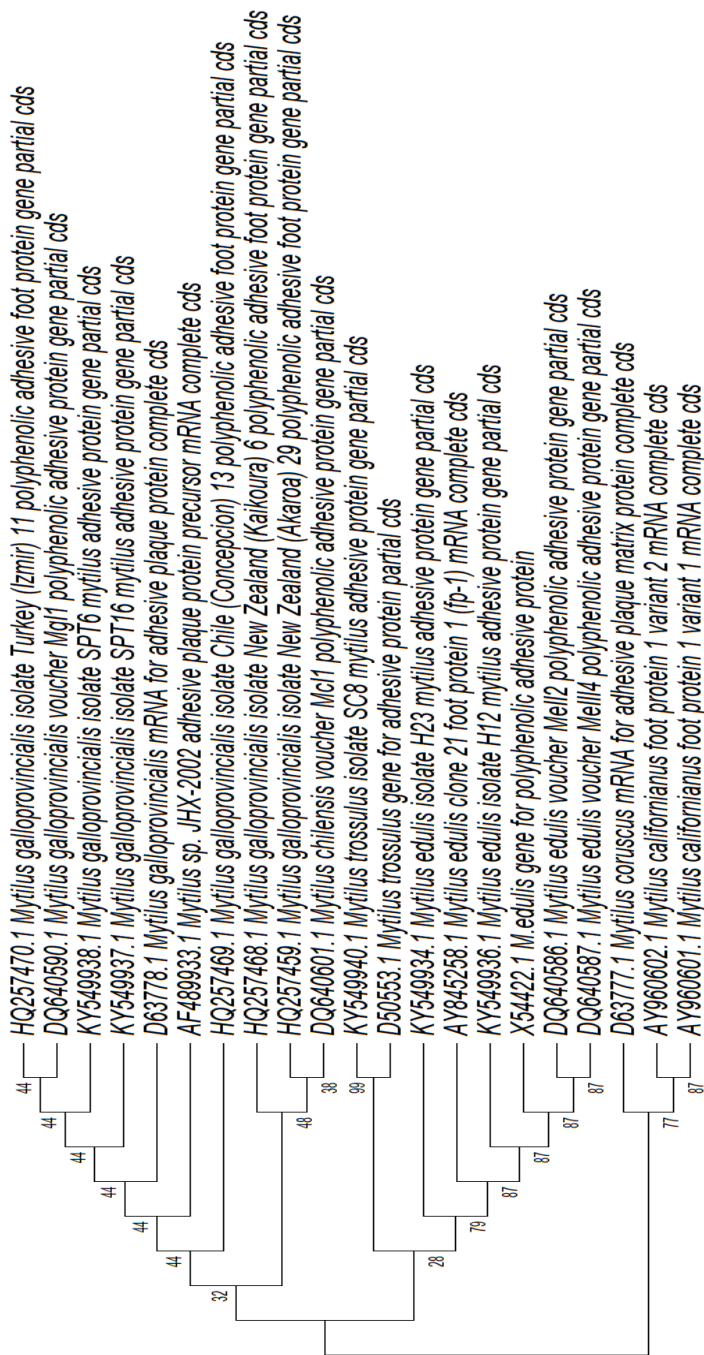 HQ257470.1 Mytilus galloprovincialis isolate Turkey (Izmir) 11 polyphenolic adhesive foot protein gene partial cds
DQ640590.1 Mytilus galloprovincialis voucher Mgl1 polyphenolic adhesive protein gene partial cds
KY549938.1 Mytilus galloprovincialis isolate SPT6 mytilus adhesive protein gene partial cds
KY549937.1 Mytilus galloprovincialis isolate SPT16 mytilus adhesive protein gene partial cds
D63778.1 Mytilus galloprovincialis mRNA for adhesive plaque protein complete cds
AF489933.1 Mytilus sp. JHX-2002 adhesive plaque protein precursor mRNA complete cds
HQ257469.1 Mytilus galloprovincialis isolate Chile (Concepcion) 13 polyphenolic adhesive foot protein gene partial cds
HQ257468.1 Mytilus galloprovincialis isolate New Zealand (Kaikoura) 6 polyphenolic adhesive foot protein gene partial cds
HQ257459.1 Mytilus galloprovincialis isolate New Zealand (Akaroa) 29 polyphenolic adhesive foot protein gene partial cds
DQ640601.1 Mytilus chilensis voucher Mcl1 polyphenolic adhesive protein gene partial cds
KY549940.1 Mytilus trossulus isolate SC8 mytilus adhesive protein gene partial cds
D50553.1 Mytilus trossulus gene for adhesive protein partial cds
KY549934.1 Mytilus edulis isolate H23 mytilus adhesive protein gene partial cds
AY845258.1 Mytilus edulis clone 21 foot protein 1 (fp-1) mRNA complete cds
KY549936.1 Mytilus edulis isolate H12 mytilus adhesive protein gene partial cds
X54422.1 M.edulis gene for polyphenolic adhesive protein
DQ640586.1 Mytilus edulis voucher Mel2 polyphenolic adhesive protein gene partial cds
DQ640587.1 Mytilus edulis voucher Mell4 polyphenolic adhesive protein gene partial cds
D63777.1 Mytilus coruscus mRNA for adhesive plaque matrix protein complete cds
AY960602.1 Mytilus californianus foot protein 1 variant 2 mRNA complete cds
AY960601.1 Mytilus californianus foot protein 1 variant 1 mRNA complete cds
44
44
44
44
44
44
32
38
48
99
28
79
87
87
87
87
77
87